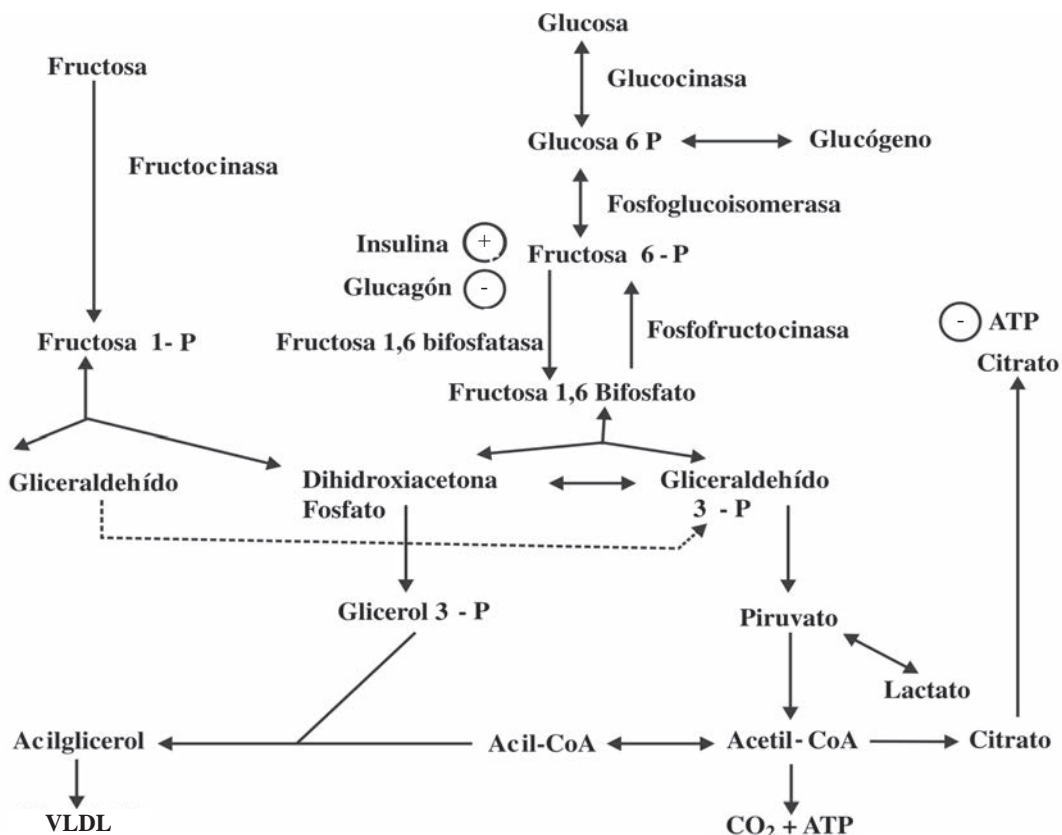 Glucosa
Fructosa
Glucocinasa
Glucosa 6 P
Glucógeno
Fructocinasa
Fosfoglucoisomerasa
Insulina +
Fructosa 6 - P
Glucagón -
- ATP
Fructosa 1- P
Fructosa 1,6 bifosfatasa
Fosfofructocinasa
Citrato
Fructosa 1,6 Bifosfato
Gliceraldehído
Dihidroxiacetona
Fosfato
Gliceraldehído
3 - P
Glicerol 3 - P
Piruvato
Lactato
Acilglicerol
Acil-CoA
Acetil-CoA
Citrato
VLDL
CO₂ + ATP